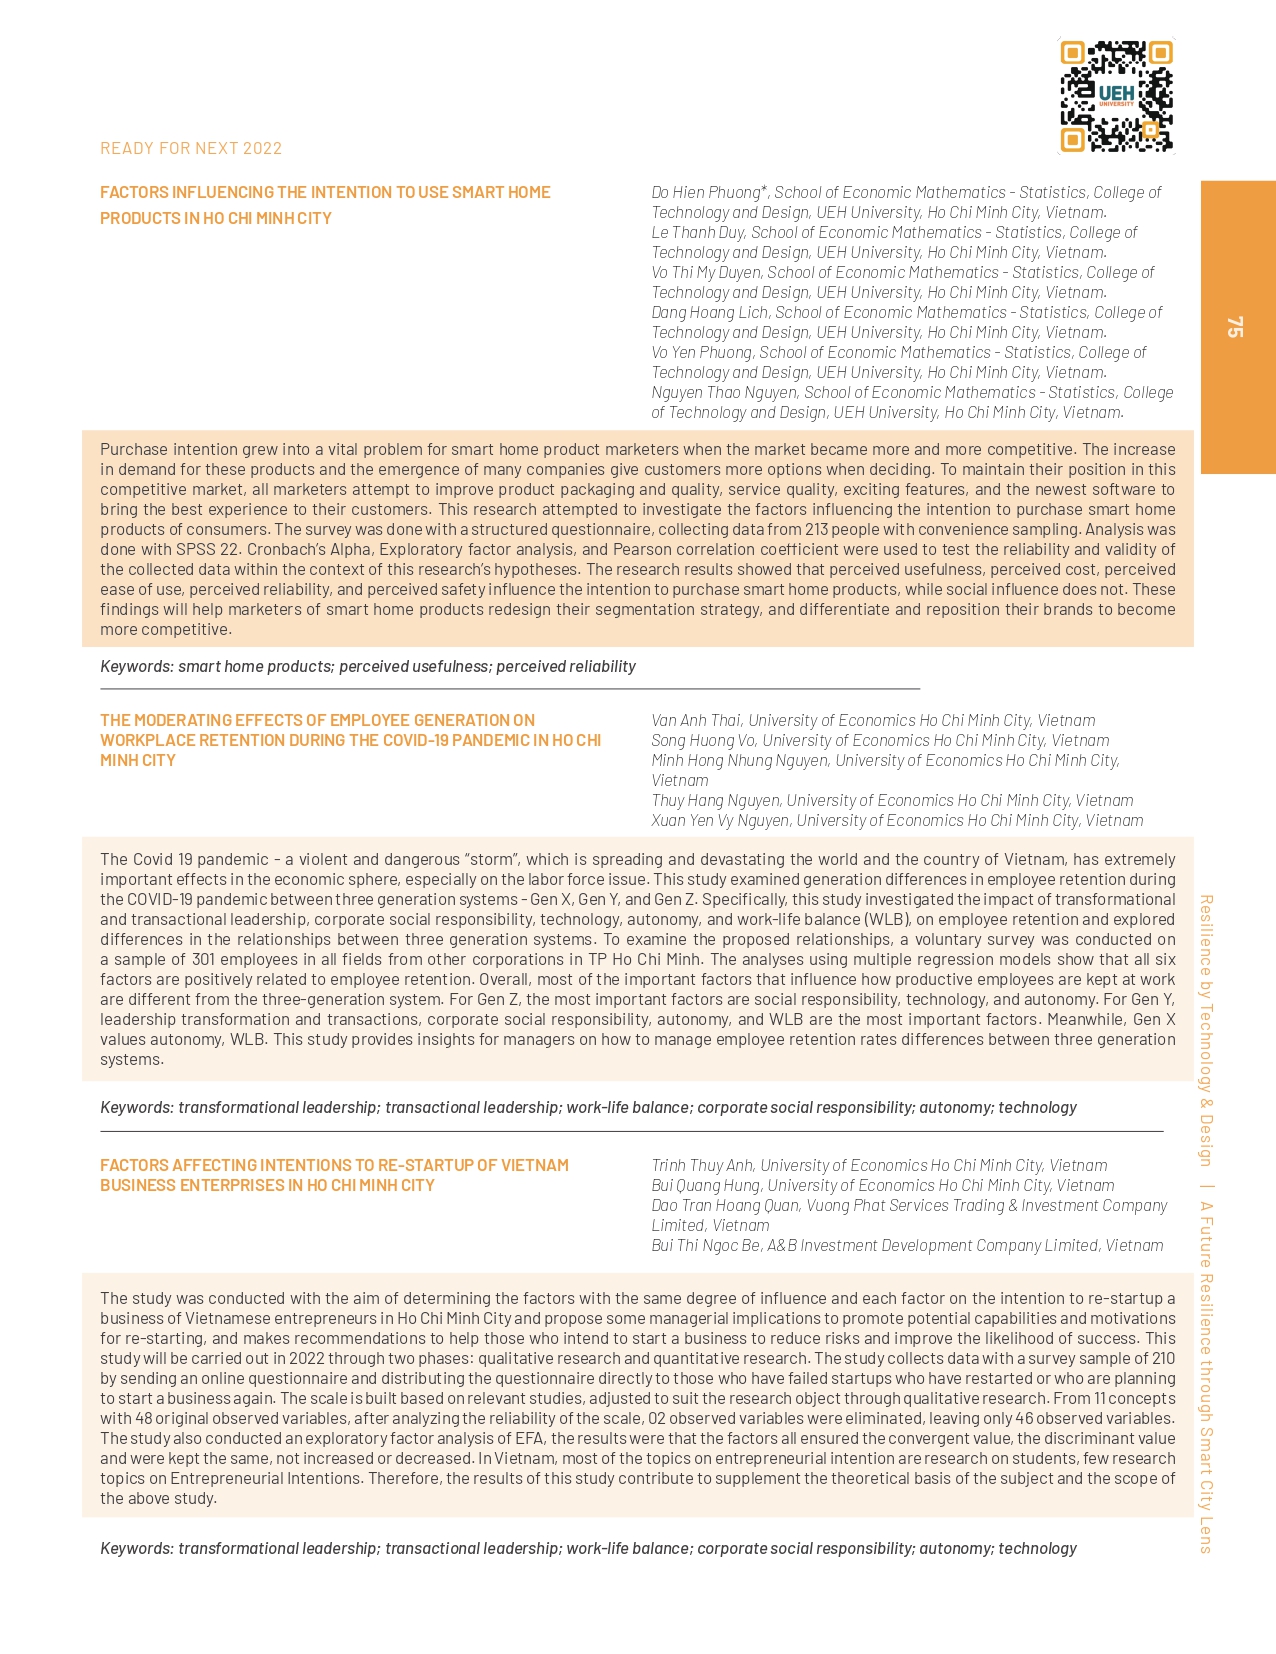 UEH
UNIVERSITY
READY FOR NEXT 2022
FACTORS INFLUENCING THE INTENTION TO USE SMART HOME
PRODUCTS IN HO CHI MINH CITY
Do Hien Phuong*, School of Economic Mathematics - Statistics, College of
Technology and Design, UEH University, Ho Chi Minh City, Vietnam.
Le Thanh Duy, School of Economic Mathematics - Statistics, College of
Technology and Design, UEH University, Ho Chi Minh City, Vietnam.
Vo Thi My Duyen, School of Economic Mathematics - Statistics, College of
Technology and Design, UEH University, Ho Chi Minh City, Vietnam.
Dang Hoang Lich, School of Economic Mathematics - Statistics, College of
Technology and Design, UEH University, Ho Chi Minh City, Vietnam.
Vo Yen Phuong, School of Economic Mathematics - Statistics, College of
Technology and Design, UEH University, Ho Chi Minh City, Vietnam.
Nguyen Thao Nguyen, School of Economic Mathematics - Statistics, College
of Technology and Design, UEH University, Ho Chi Minh City, Vietnam.
75
Purchase intention grew into a vital problem for smart home product marketers when the market became more and more competitive. The increase
in demand for these products and the emergence of many companies give customers more options when deciding. To maintain their position in this
competitive market, all marketers attempt to improve product packaging and quality, service quality, exciting features, and the newest software to
bring the best experience to their customers. This research attempted to investigate the factors influencing the intention to purchase smart home
products of consumers. The survey was done with a structured questionnaire, collecting data from 213 people with convenience sampling. Analysis was
done with SPSS 22. Cronbach's Alpha, Exploratory factor analysis, and Pearson correlation coefficient were used to test the reliability and validity of
the collected data within the context of this research's hypotheses. The research results showed that perceived usefulness, perceived cost, perceived
ease of use, perceived reliability, and perceived safety influence the intention to purchase smart home products, while social influence does not. These
findings will help marketers of smart home products redesign their segmentation strategy, and differentiate and reposition their brands to become
more competitive.
Keywords: smart home products; perceived usefulness; perceived reliability
THE MODERATING EFFECTS OF EMPLOYEE GENERATION ON
WORKPLACE RETENTION DURING THE COVID-19 PANDEMIC IN HO CHI
MINH CITY
Van Anh Thai, University of Economics Ho Chi Minh City, Vietnam
Song Huong Vo, University of Economics Ho Chi Minh City, Vietnam
Minh Hong Nhung Nguyen, University of Economics Ho Chi Minh City,
Vietnam
Thuy Hang Nguyen, University of Economics Ho Chi Minh City, Vietnam
Xuan Yen Vy Nguyen, University of Economics Ho Chi Minh City, Vietnam
The Covid 19 pandemic - a violent and dangerous “storm”, which is spreading and devastating the world and the country of Vietnam, has extremely
important effects in the economic sphere, especially on the labor force issue. This study examined generation differences in employee retention during
the COVID-19 pandemic between three generation systems - Gen X, Gen Y, and Gen Z. Specifically, this study investigated the impact of transformational
and transactional leadership, corporate social responsibility, technology, autonomy, and work-life balance (WLB), on employee retention and explored
differences in the relationships between three generation systems. To examine the proposed relationships, a voluntary survey was conducted on
a sample of 301 employees in all fields from other corporations in TP Ho Chi Minh. The analyses using multiple regression models show that all six
factors are positively related to employee retention. Overall, most of the important factors that influence how productive employees are kept at work
are different from the three-generation system. For Gen Z, the most important factors are social responsibility, technology, and autonomy. For Gen Y,
leadership transformation and transactions, corporate social responsibility, autonomy, and WLB are the most important factors. Meanwhile, Gen X
values autonomy, WLB. This study provides insights for managers on how to manage employee retention rates differences between three generation
systems.
Keywords: transformational leadership; transactional leadership; work-life balance; corporate social responsibility; autonomy; technology
FACTORS AFFECTING INTENTIONS TO RE-STARTUP OF VIETNAM
BUSINESS ENTERPRISES IN HO CHI MINH CITY
Trinh Thuy Anh, University of Economics Ho Chi Minh City, Vietnam
Bui Quang Hung, University of Economics Ho Chi Minh City, Vietnam
Dao Tran Hoang Quan, Vuong Phat Services Trading & Investment Company
Limited, Vietnam
Bui Thi Ngoc Be, A&B Investment Development Company Limited, Vietnam
The study was conducted with the aim of determining the factors with the same degree of influence and each factor on the intention to re-startup a
business of Vietnamese entrepreneurs in Ho Chi Minh City and propose some managerial implications to promote potential capabilities and motivations
for re-starting, and makes recommendations to help those who intend to start a business to reduce risks and improve the likelihood of success. This
study will be carried out in 2022 through two phases: qualitative research and quantitative research. The study collects data with a survey sample of 210
by sending an online questionnaire and distributing the questionnaire directly to those who have failed startups who have restarted or who are planning
to start a business again. The scale is built based on relevant studies, adjusted to suit the research object through qualitative research. From 11 concepts
with 48 original observed variables, after analyzing the reliability of the scale, 02 observed variables were eliminated, leaving only 46 observed variables.
The study also conducted an exploratory factor analysis of EFA, the results were that the factors all ensured the convergent value, the discriminant value
and were kept the same, not increased or decreased. In Vietnam, most of the topics on entrepreneurial intention are research on students, few research
topics on Entrepreneurial Intentions. Therefore, the results of this study contribute to supplement the theoretical basis of the subject and the scope of
the above study.
Keywords: transformational leadership; transactional leadership; work-life balance; corporate social responsibility; autonomy; technology
Resilience by Technology & Design | A Future Resilience through Smart City Lens